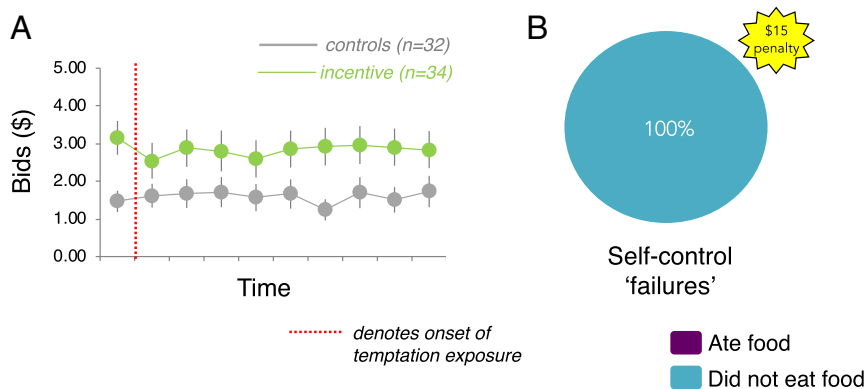 A
controls (n=32)
incentive (n=34)
5.00
4.00
3.00
2.00
1.00
0.00
Bids ($)
Time
denotes onset of
temptation exposure
B
$15
penalty
100%
Self-control
‘failures’
Ate food
Did not eat food